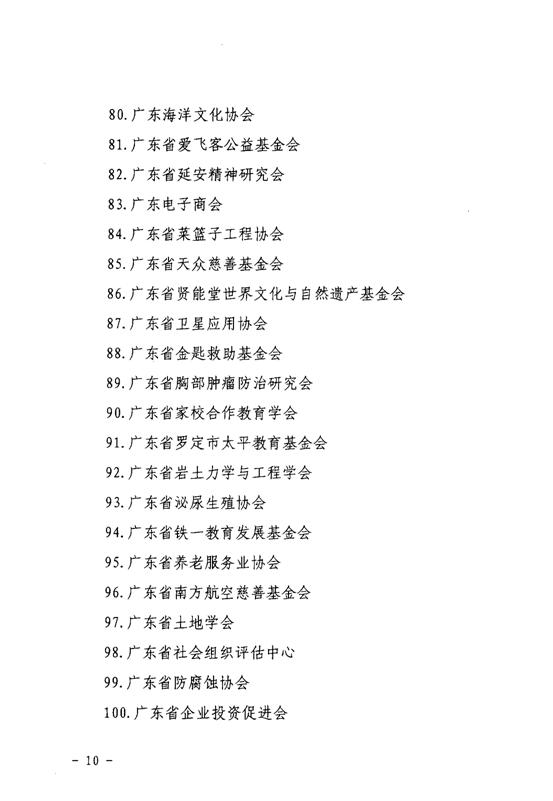 80.广东海洋文化协会
81.广东省爱飞客公益基金会
82.广东省延安精神研究会
83.广东电子商会
84.广东省菜篮子工程协会
85.广东省天众慈善基金会
86.广东省贤能堂世界文化与自然遗产基金会
87.广东省卫星应用协会
88.广东省金匙救助基金会
89.广东省胸部肿瘤防治研究会
90.广东省家校合作教育学会
91.广东省罗定市太平教育基金会
92.广东省岩土力学与工程学会
93.广东省泌尿生殖协会
94.广东省铁一教育发展基金会
95.广东省养老服务业协会
96.广东省南方航空慈善基金会
97.广东省土地学会
98.广东省社会组织评估中心
99.广东省防腐蚀协会
100.广东省企业投资促进会
- 10 -